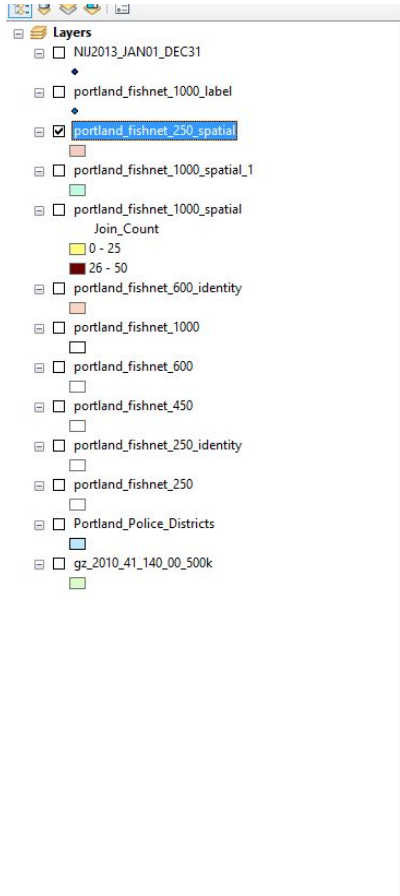 Layers
NIJ2013_JAN01_DEC31
portland_fishnet_1000_label
portland_fishnet_250_spatial
portland_fishnet_1000_spatial_1
portland_fishnet_1000_spatial
Join_Count
0 - 25
26 - 50
portland_fishnet_600_identity
portland_fishnet_1000
portland_fishnet_600
portland_fishnet_450
portland_fishnet_250_identity
portland_fishnet_250
Portland_Police_Districts
gz_2010_41_140_00_500k